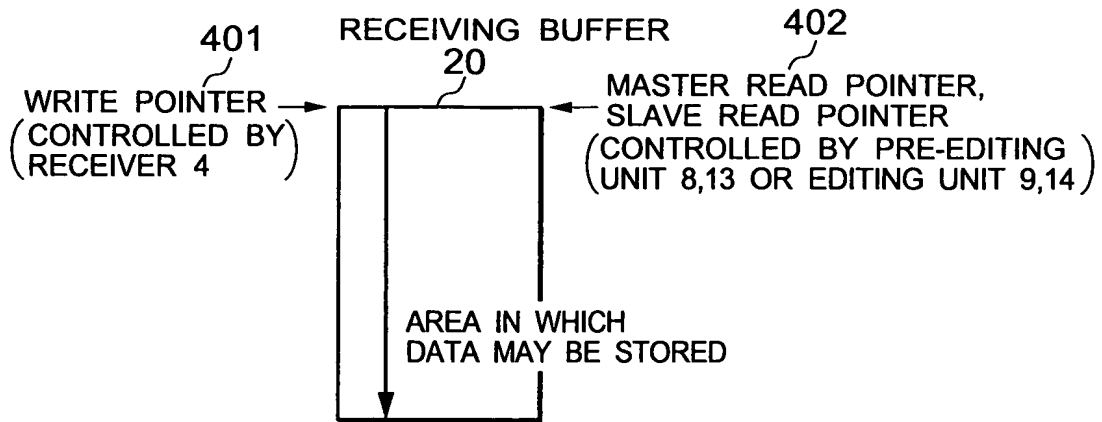 401
WRITE POINTER
(CONTROLLED BY
RECEIVER 4)
RECEIVING BUFFER
20
402
MASTER READ POINTER,
SLAVE READ POINTER
(CONTROLLED BY PRE-EDITING
UNIT 8,13 OR EDITING UNIT 9,14)
AREA IN WHICH
DATA MAY BE STORED